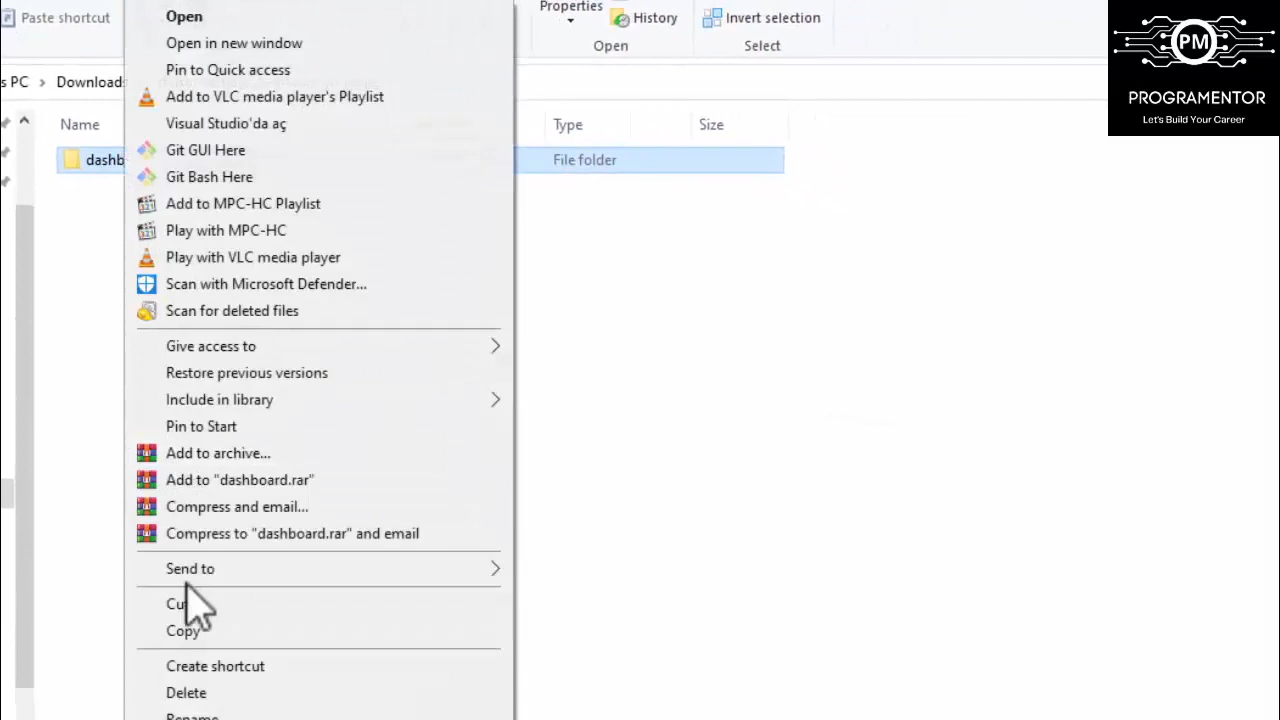 Paste shortcut
Properties
History
Open
Invert selection
Select
s PC > Downloads
Name
Type
Size
dashb
File folder
Open
Open in new window
Pin to Quick access
Add to VLC media player's Playlist
Visual Studio'da aç
Git GUI Here
Git Bash Here
Add to MPC-HC Playlist
Play with MPC-HC
Play with VLC media player
Scan with Microsoft Defender...
Scan for deleted files
Give access to
Restore previous versions
Include in library
Pin to Start
Add to archive...
Add to "dashboard.rar"
Compress and email...
Compress to "dashboard.rar" and email
Send to
Cu
Copy
Create shortcut
Delete
Rename
PM
PROGRAMENTOR
Let's Build Your Career